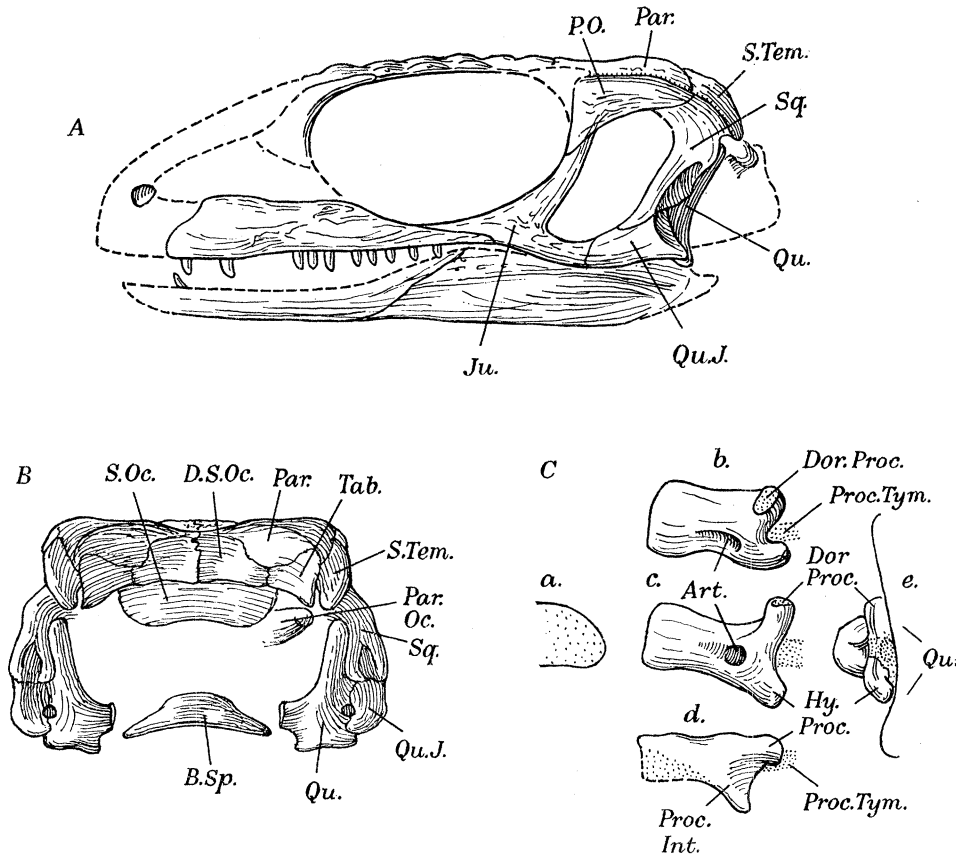 A
P.O.
Par.
S.Tem.
Sq.
Qu.
Qu.J.
Ju.
B
S.Oc.
D.S.Oc.
Par.
Tab.
S.Tem.
Par.
Oc.
Sq.
Qu.J.
Qu.
B.Sp.
C
b.
Dor.Proc.
Proc.Tym.
a.
c.
Art.
Dor
Proc.
e.
Qu.
Hy.
Proc.
d.
Proc.Tym.
Proc.
Int.